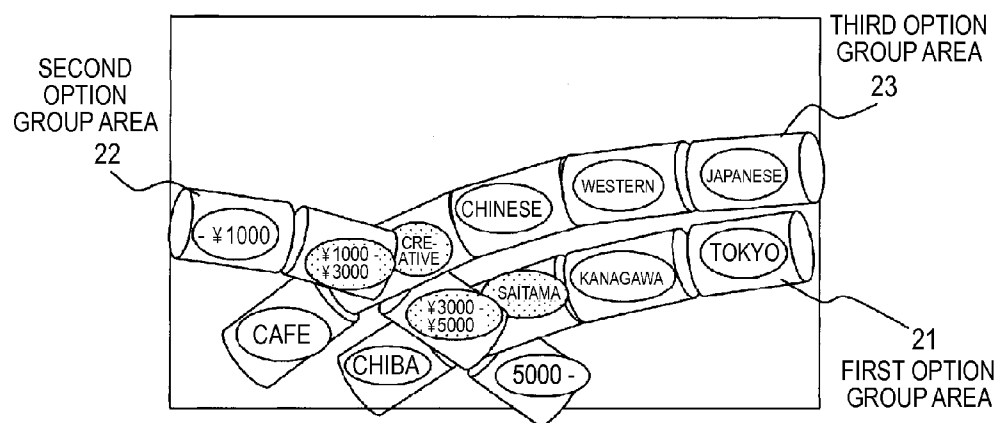 THIRD OPTION
GROUP AREA
23
SECOND
OPTION
GROUP AREA
22
JAPANESE
WESTERN
CHINESE
- ¥1000
¥1000 -
¥3000
CRE-
ATIVE
TOKYO
KANAGAWA
SAITAMA
¥3000 -
¥5000
CAFE
CHIBA
5000 -
21
FIRST OPTION
GROUP AREA